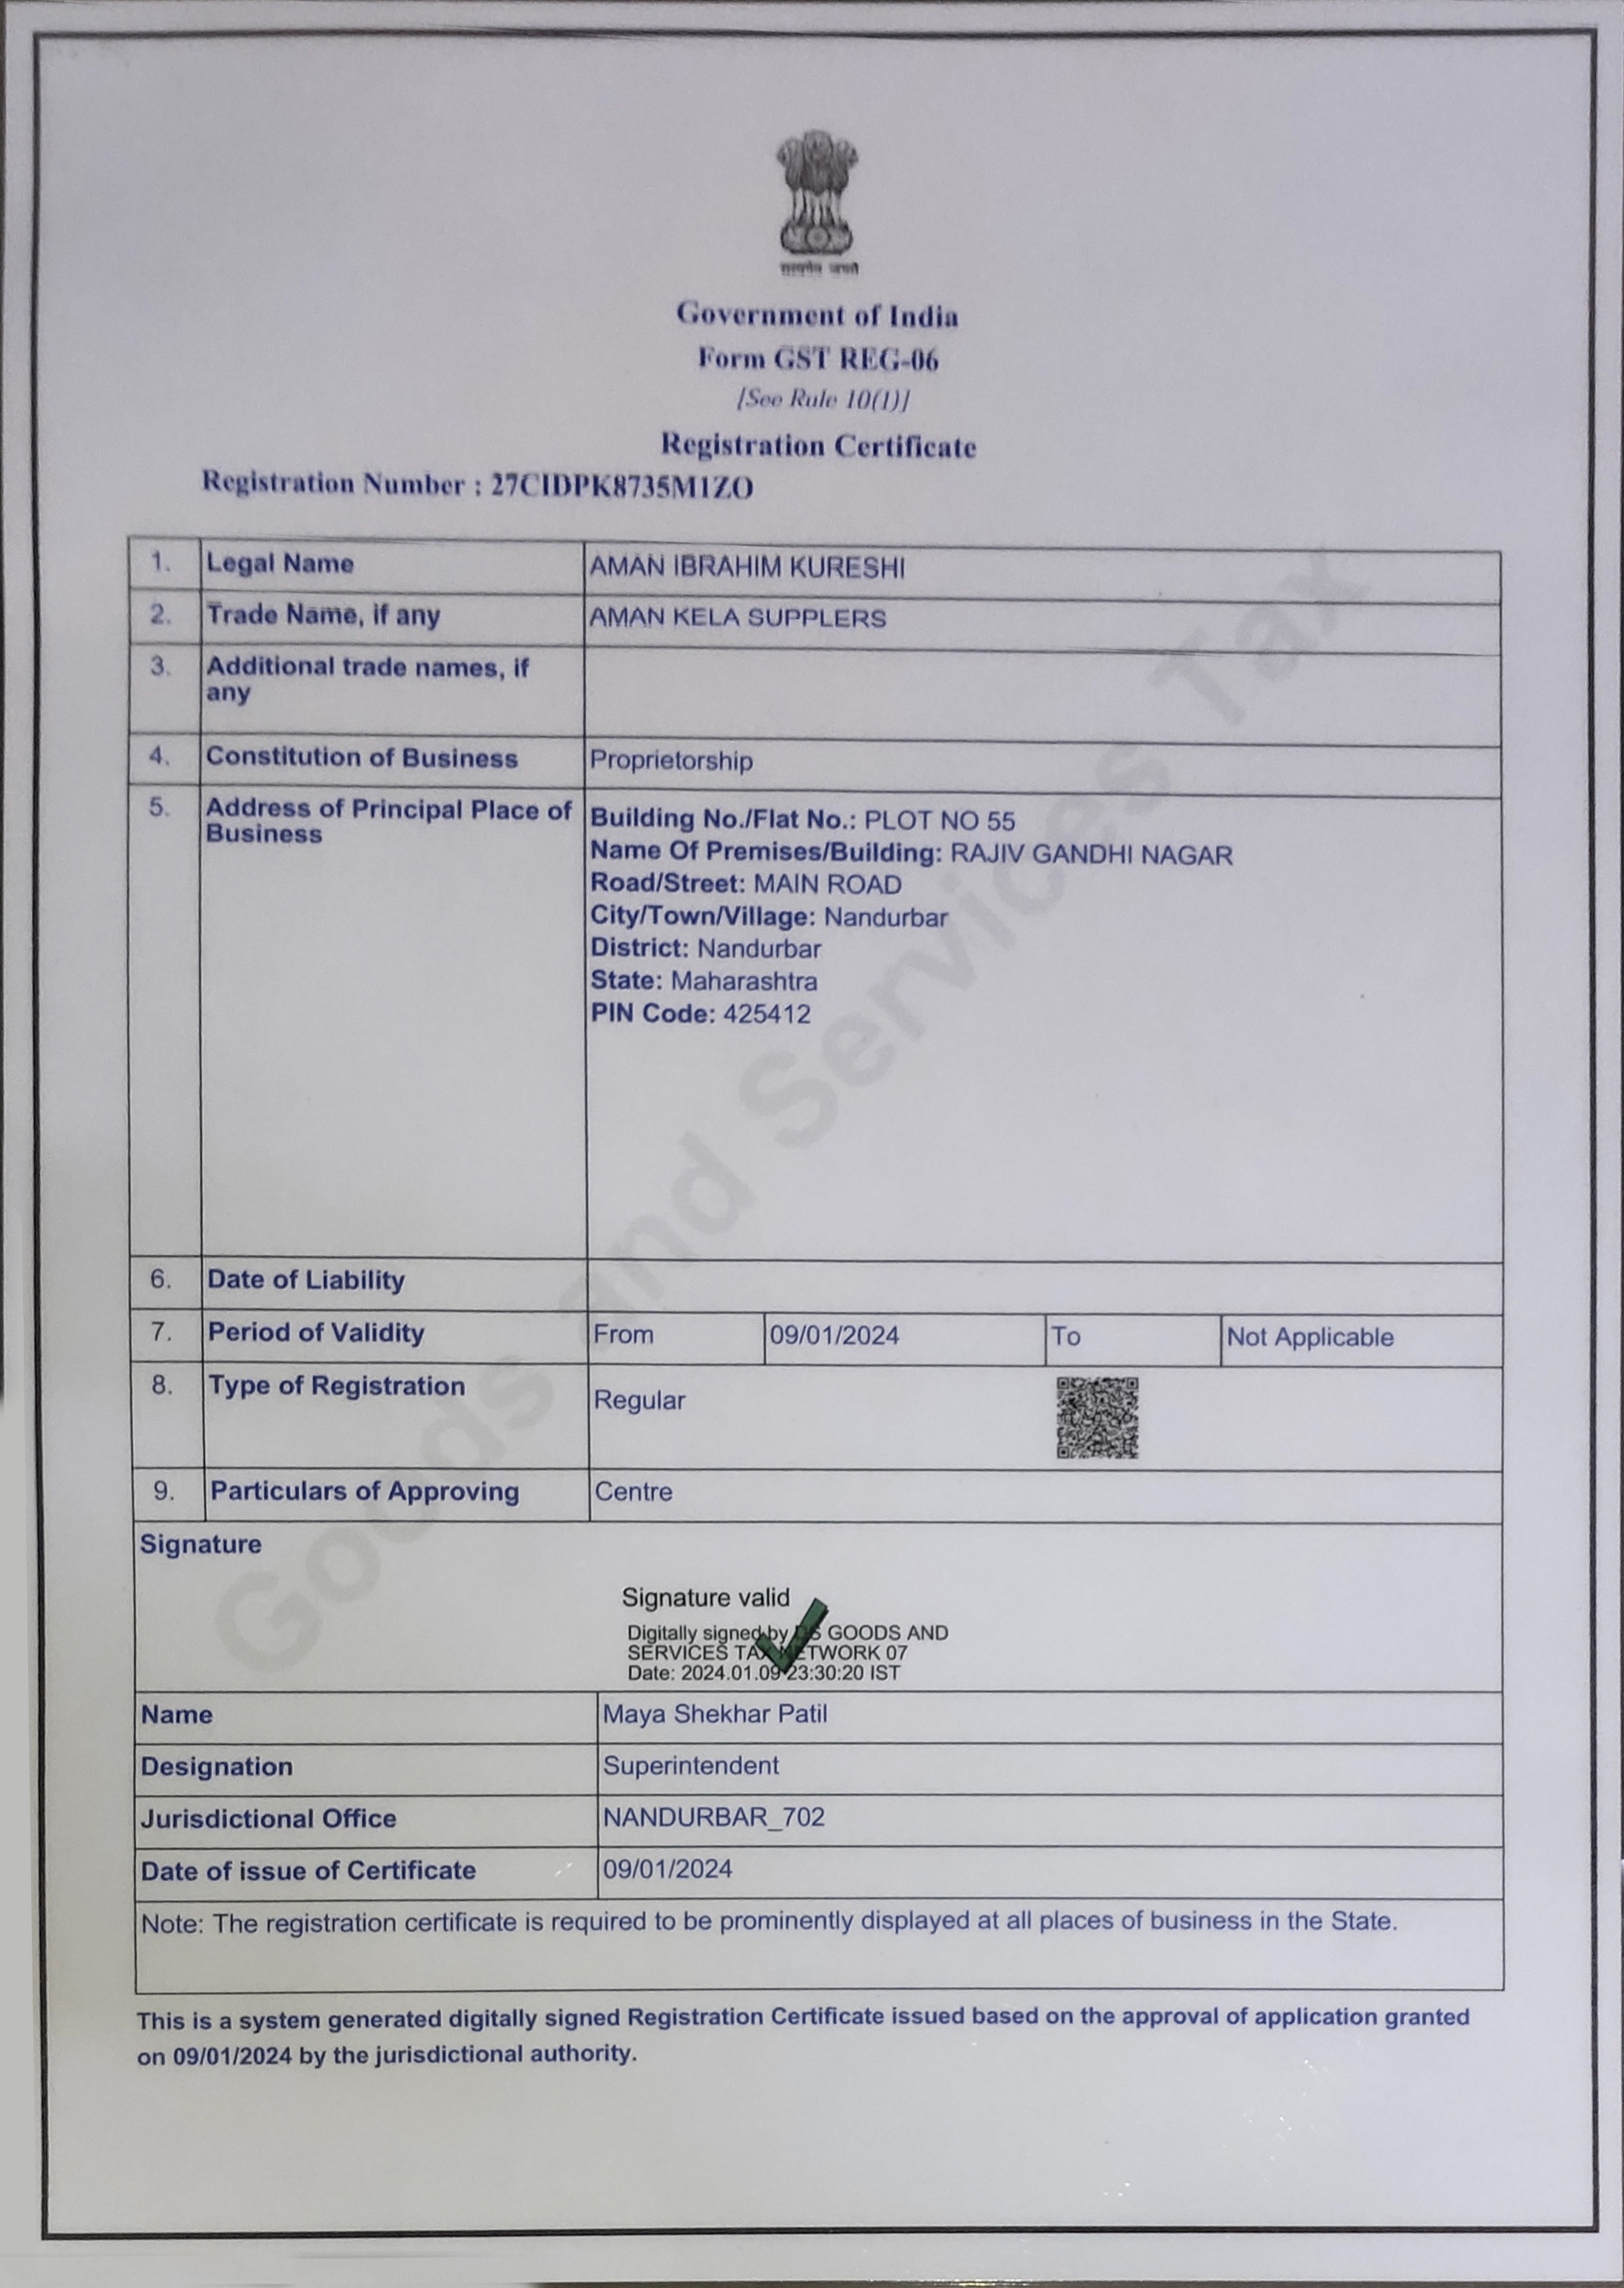 सत्यमेव जयते
Government of India
Form GST REG-06
[See Rule 10(1)]
Registration Certificate
Registration Number : 27CIDPK8735M1ZO
1. Legal Name AMAN IBRAHIM KURESHI
2. Trade Name, if any AMAN KELA SUPPLERS
3. Additional trade names, if
any
4. Constitution of Business Proprietorship
5. Address of Principal Place of
Business
Building No./Flat No.: PLOT NO 55
Name Of Premises/Building: RAJIV GANDHI NAGAR
Road/Street: MAIN ROAD
City/Town/Village: Nandurbar
District: Nandurbar
State: Maharashtra
PIN Code: 425412
6. Date of Liability
7. Period of Validity From 09/01/2024 To Not Applicable
8. Type of Registration Regular
9. Particulars of Approving Centre
Signature
Signature valid
Digitally signed by DS GOODS AND
SERVICES TAX NETWORK 07
Date: 2024.01.09 23:30:20 IST
Name Maya Shekhar Patil
Designation Superintendent
Jurisdictional Office NANDURBAR_702
Date of issue of Certificate 09/01/2024
Note: The registration certificate is required to be prominently displayed at all places of business in the State.
This is a system generated digitally signed Registration Certificate issued based on the approval of application granted
on 09/01/2024 by the jurisdictional authority.
Goods and Services Tax